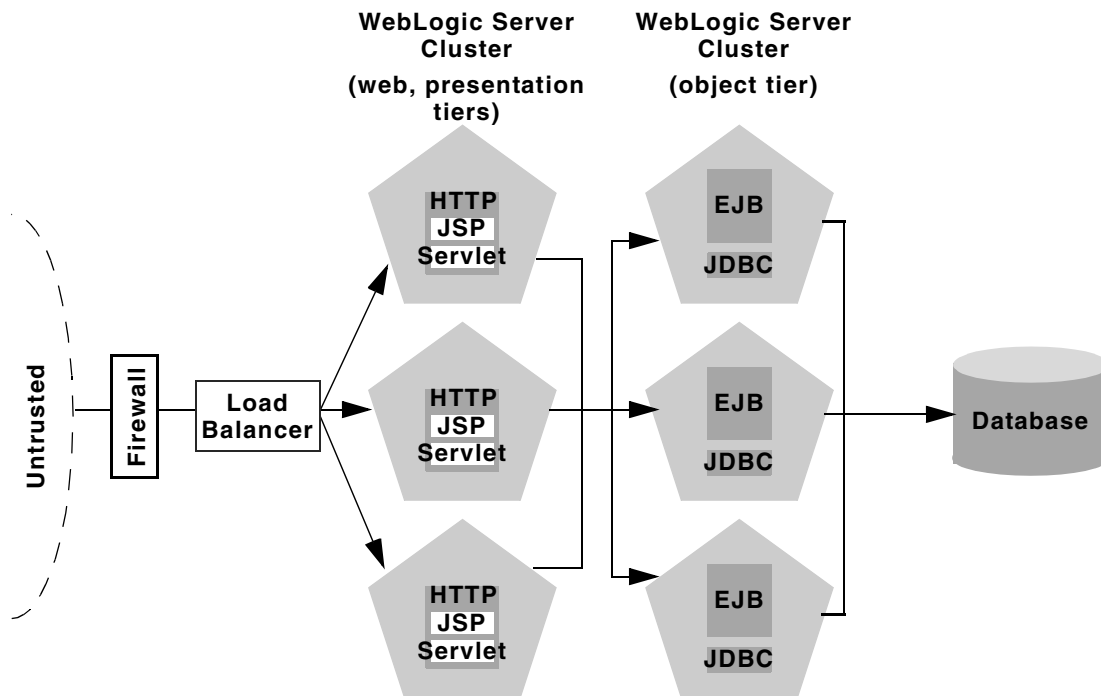 WebLogic Server
Cluster
(web, presentation
tiers)
WebLogic Server
Cluster
(object tier)
Untrusted
Firewall
Load
Balancer
HTTP
JSP
Servlet
HTTP
JSP
Servlet
HTTP
JSP
Servlet
EJB
JDBC
EJB
JDBC
EJB
JDBC
Database